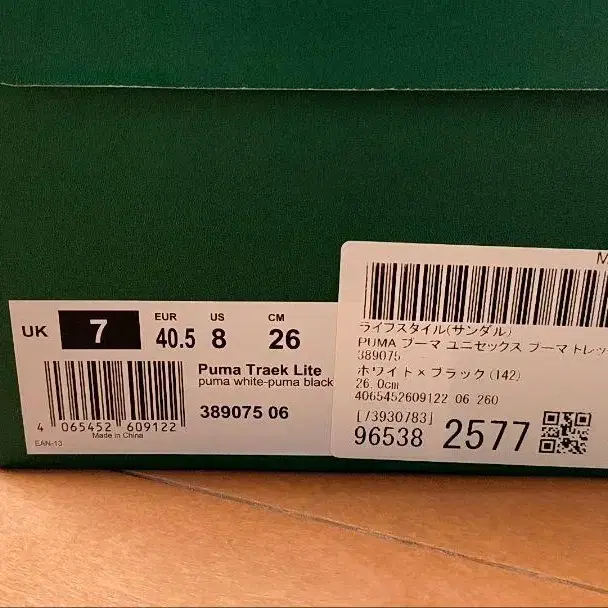 UK 7 EUR 40.5 US 8 CM 26
Puma Traek Lite
puma white-puma black
389075 06
4 065452 609122
Made in China
EAN-13
M
ライフスタイル(サンダル)
PUMA プーマ ユニセックス プーマ トレッ
389075
ホワイト×ブラック(142)
26.0cm
4065452609122 06 260
[73930783]
96538 2577